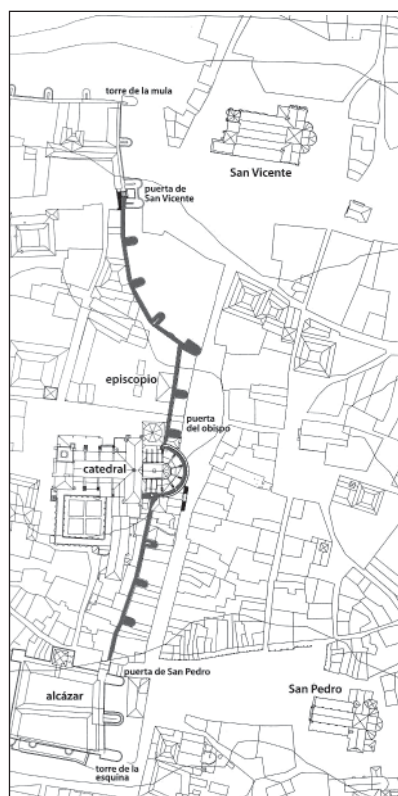 torre de la mula
San Vicente
puerta de
San Vicente
episcopio
puerta
del obispo
catedral
puerta de San Pedro
alcázar
San Pedro
torre de la
esquina